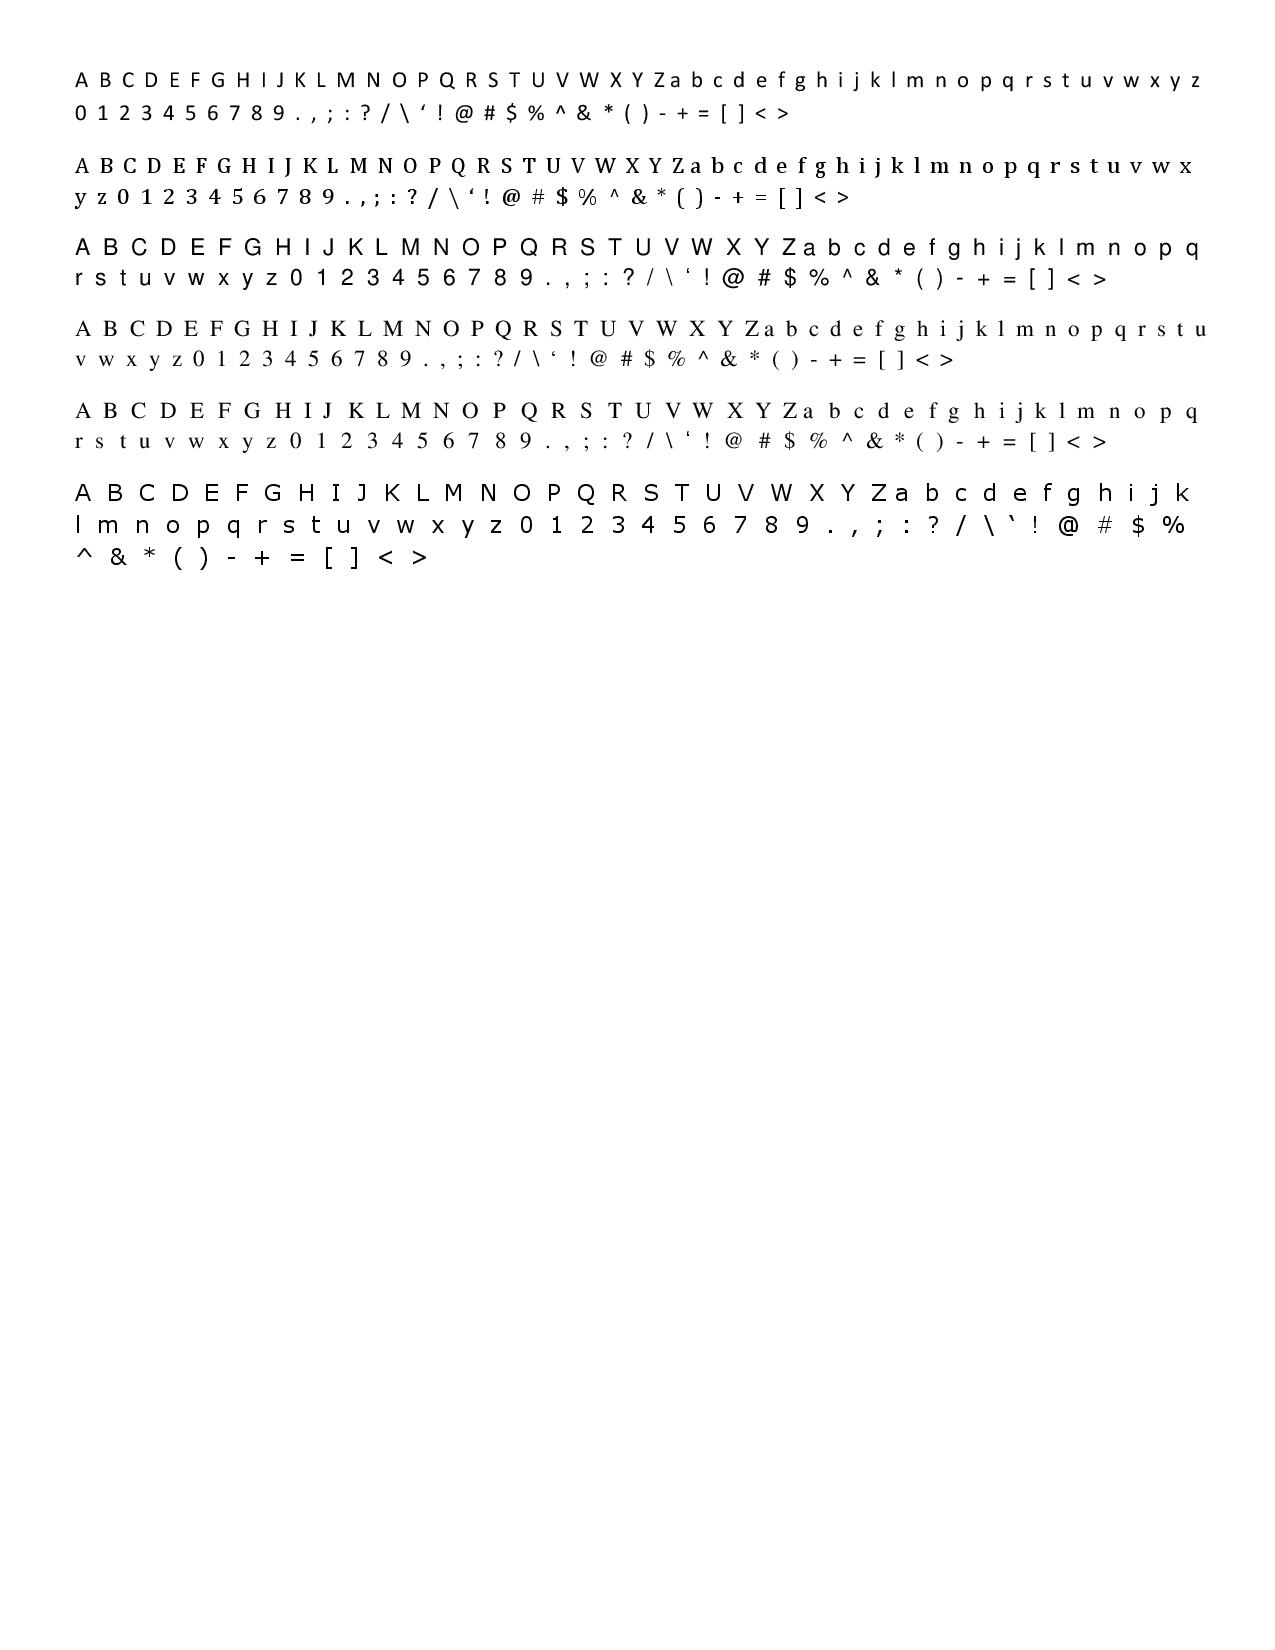 A B C D E F G H I J K L M N O P Q R S T U V W X Y Z a b c d e f g h i j k l m n o p q r s t u v w x y z
0 1 2 3 4 5 6 7 8 9 . , ; : ? / \ ‘ ! @ # $ % ^ & * ( ) - + = [ ] < >
A B C D E F G H I J K L M N O P Q R S T U V W X Y Z a b c d e f g h i j k l m n o p q r s t u v w x
y z 0 1 2 3 4 5 6 7 8 9 . , ; : ? / \ ‘ ! @ # $ % ^ & * ( ) - + = [ ] < >
A B C D E F G H I J K L M N O P Q R S T U V W X Y Z a b c d e f g h i j k l m n o p q
r s t u v w x y z 0 1 2 3 4 5 6 7 8 9 . , ; : ? / \ ‘ ! @ # $ % ^ & * ( ) - + = [ ] < >
A B C D E F G H I J K L M N O P Q R S T U V W X Y Z a b c d e f g h i j k l m n o p q r s t u
v w x y z 0 1 2 3 4 5 6 7 8 9 . , ; : ? / \ ‘ ! @ # $ % ^ & * ( ) - + = [ ] < >
A B C D E F G H I J K L M N O P Q R S T U V W X Y Z a b c d e f g h i j k l m n o p q
r s t u v w x y z 0 1 2 3 4 5 6 7 8 9 . , ; : ? / \ ‘ ! @ # $ % ^ & * ( ) - + = [ ] < >
A B C D E F G H I J K L M N O P Q R S T U V W X Y Z a b c d e f g h i j k
l m n o p q r s t u v w x y z 0 1 2 3 4 5 6 7 8 9 . , ; : ? / \ ‘ ! @ # $ %
^ & * ( ) - + = [ ] < >